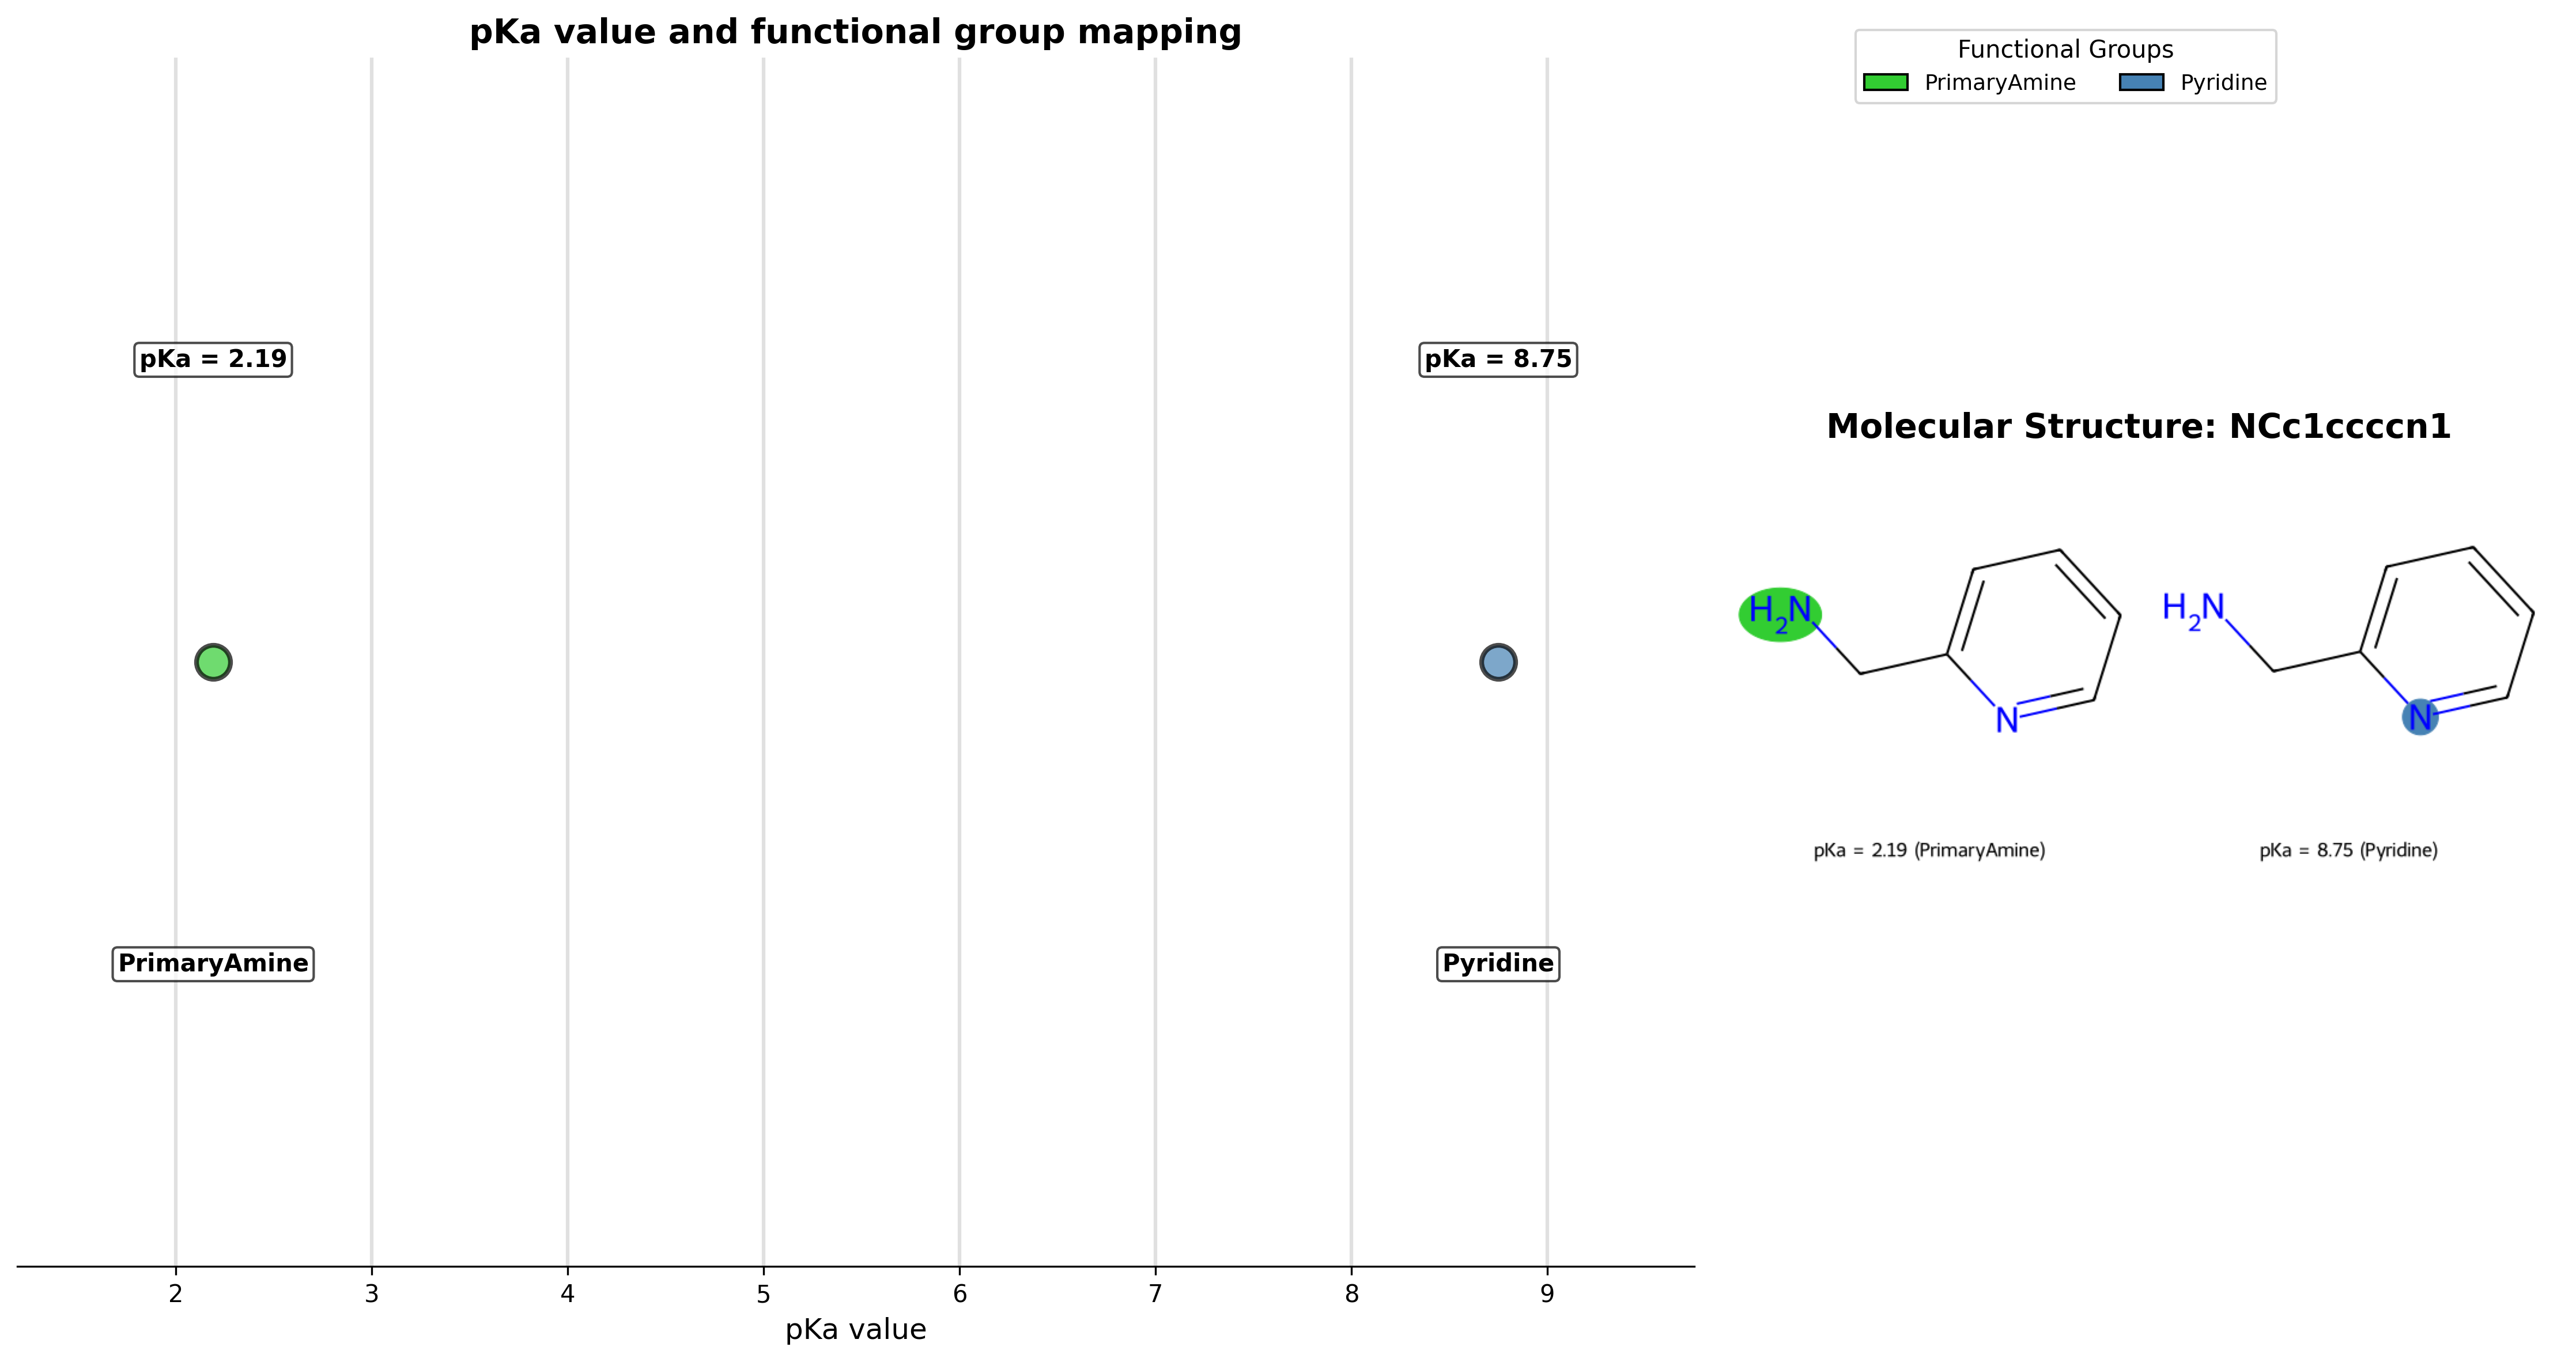 pKa value and functional group mapping
Functional Groups
PrimaryAmine
Pyridine
pKa = 2.19
pKa = 8.75
PrimaryAmine
Pyridine
2 3 4 5 6 7 8 9
pKa value
Molecular Structure: NCc1ccccn1
H2N
N
H2N
N
pKa = 2.19 (PrimaryAmine)
pKa = 8.75 (Pyridine)